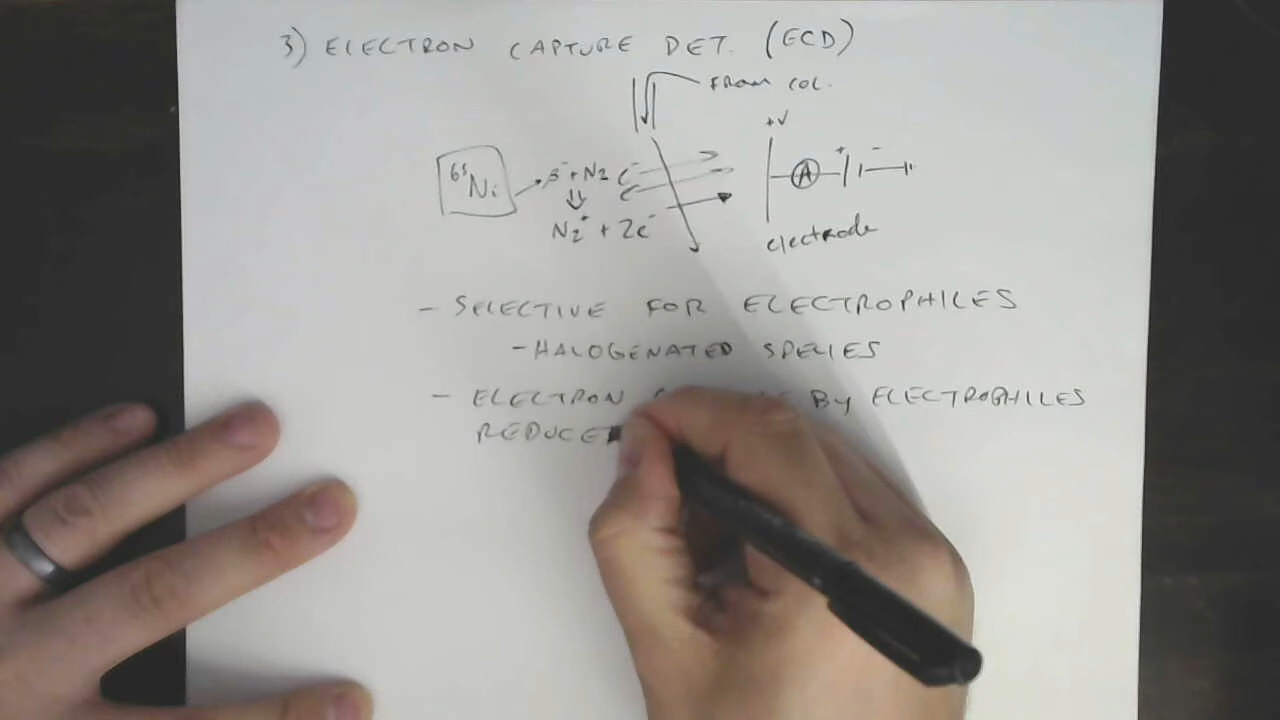 3) ELECTRON CAPTURE DET. (ECD)
FROM COL.
+V
63Ni β- + N2 e-
e-
⇓
N2+ + 2e-
A + -
electrode
- SELECTIVE FOR ELECTROPHILES
- HALOGENATED SPECIES
- ELECTRON BY ELECTROPHILES
REDUCE